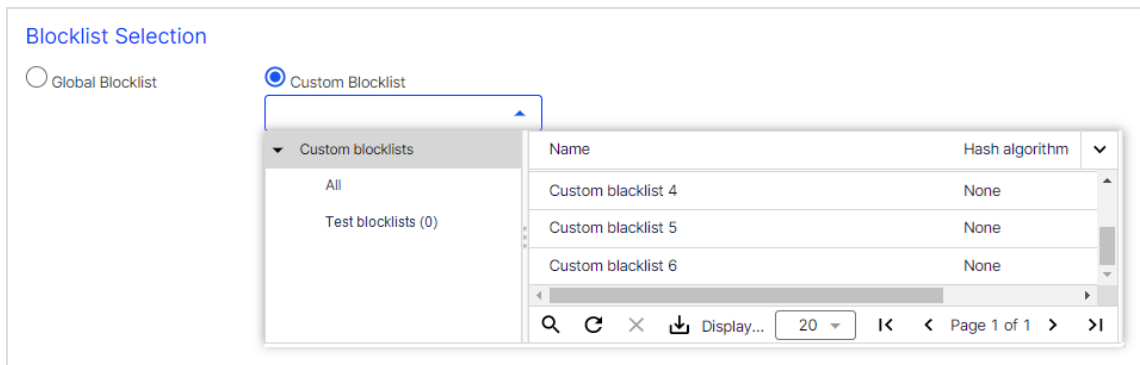 Blocklist Selection
Global Blocklist
Custom Blocklist
Custom blocklists
All
Test blocklists (0)
Name Hash algorithm
Custom blacklist 4 None
Custom blacklist 5 None
Custom blacklist 6 None
Display... 20 Page 1 of 1